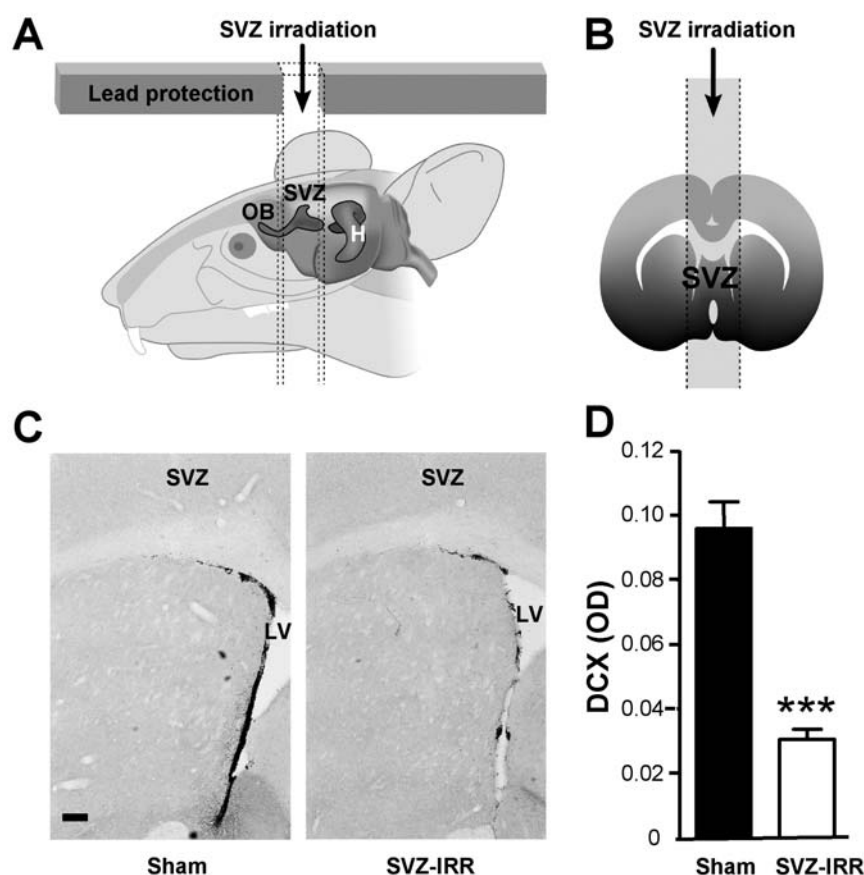 A
SVZ irradiation
Lead protection
SVZ
OB
H
B
SVZ irradiation
SVZ
C
SVZ
LV
Sham
SVZ
LV
SVZ-IRR
D
0.12
0.10
0.08
0.06
0.04
0.02
0
DCX (OD)
***
Sham
SVZ-IRR